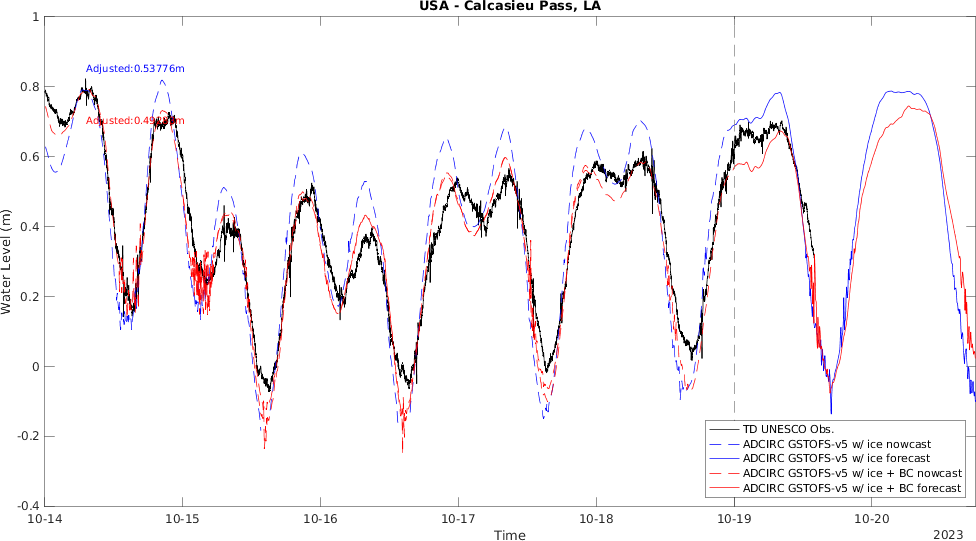 USA - Calcasieu Pass, LA
1
0.8
0.6
0.4
0.2
0
-0.2
-0.4
Water Level (m)
Adjusted:0.53776m
10-14
10-15
10-16
10-17
10-18
10-19
10-20
Time
2023
TD UNESCO Obs.
ADCIRC GSTOFS-v5 w/ ice nowcast
ADCIRC GSTOFS-v5 w/ ice forecast
ADCIRC GSTOFS-v5 w/ ice + BC nowcast
ADCIRC GSTOFS-v5 w/ ice + BC forecast